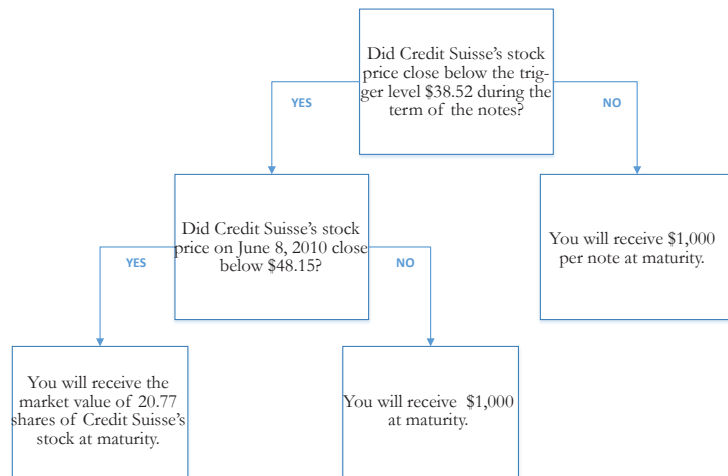 Did Credit Suisse's stock
price close below the trig-
ger level $38.52 during the
term of the notes?
YES
NO
Did Credit Suisse's stock
price on June 8, 2010 close
below $48.15?
You will receive $1,000
per note at maturity.
YES
NO
You will receive the
market value of 20.77
shares of Credit Suisse's
stock at maturity.
You will receive $1,000
at maturity.